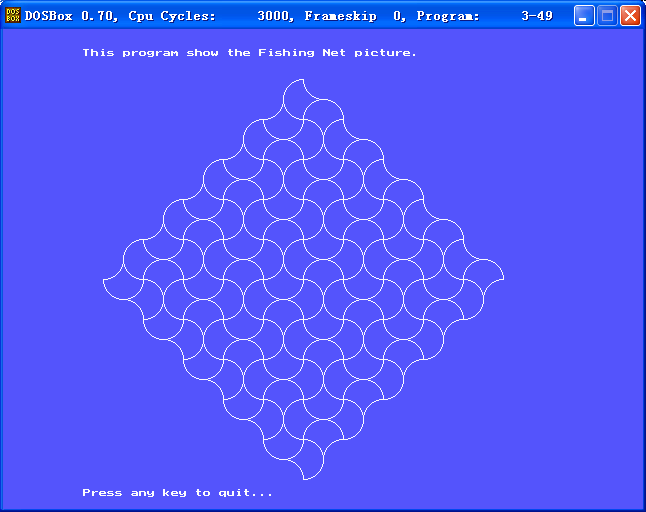 DOS BOX
DOSBox 0.70, Cpu Cycles: 3000, Frameskip 0, Program: 3-49
This program show the Fishing Net picture.
Press any key to quit...